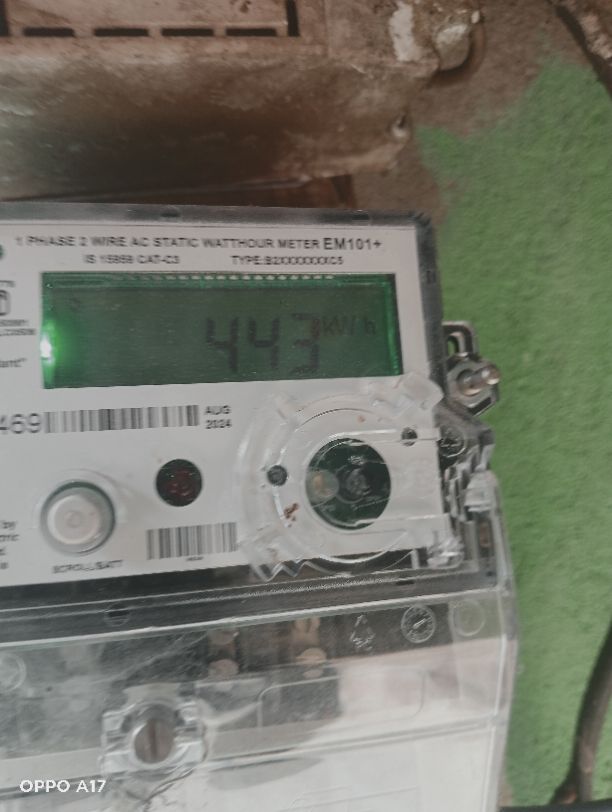 1 PHASE 2 WIRE AC STATIC WATTHOUR METER EM101+
IS 15959 CAT-C3 TYPE:B2XXXXXXXC5
443 kWh
469
AUG
2024
by
SCROLL/BATT
OPPO A17